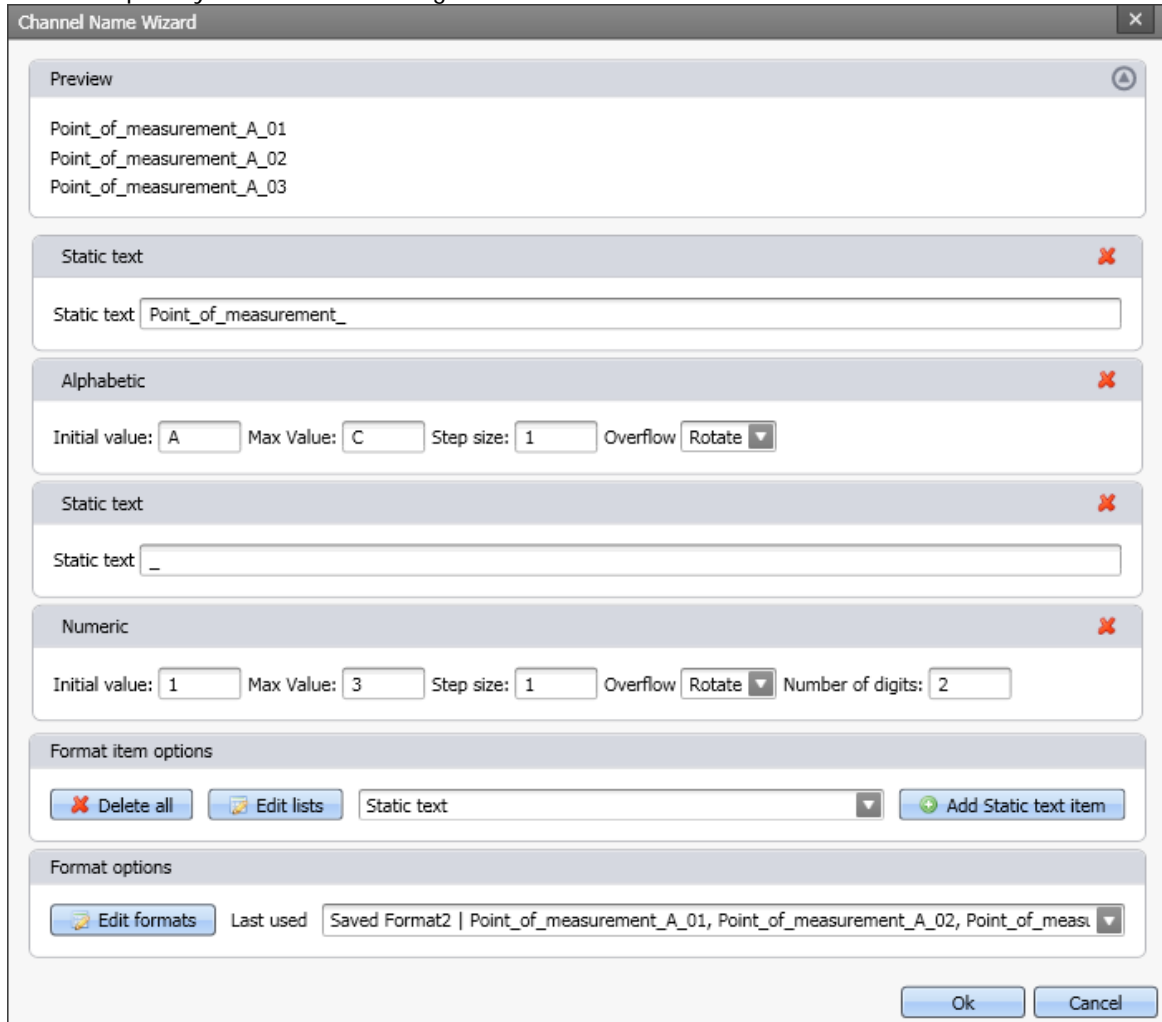 Channel Name Wizard
Preview
Point_of_measurement_A_01
Point_of_measurement_A_02
Point_of_measurement_A_03
Static text
Static text Point_of_measurement_
Alphabetic
Initial value: A Max Value: C Step size: 1 Overflow Rotate
Static text
Static text _
Numeric
Initial value: 1 Max Value: 3 Step size: 1 Overflow Rotate Number of digits: 2
Format item options
Delete all Edit lists Static text Add Static text item
Format options
Edit formats Last used Saved Format2 | Point_of_measurement_A_01, Point_of_measurement_A_02, Point_of_measu
Ok Cancel